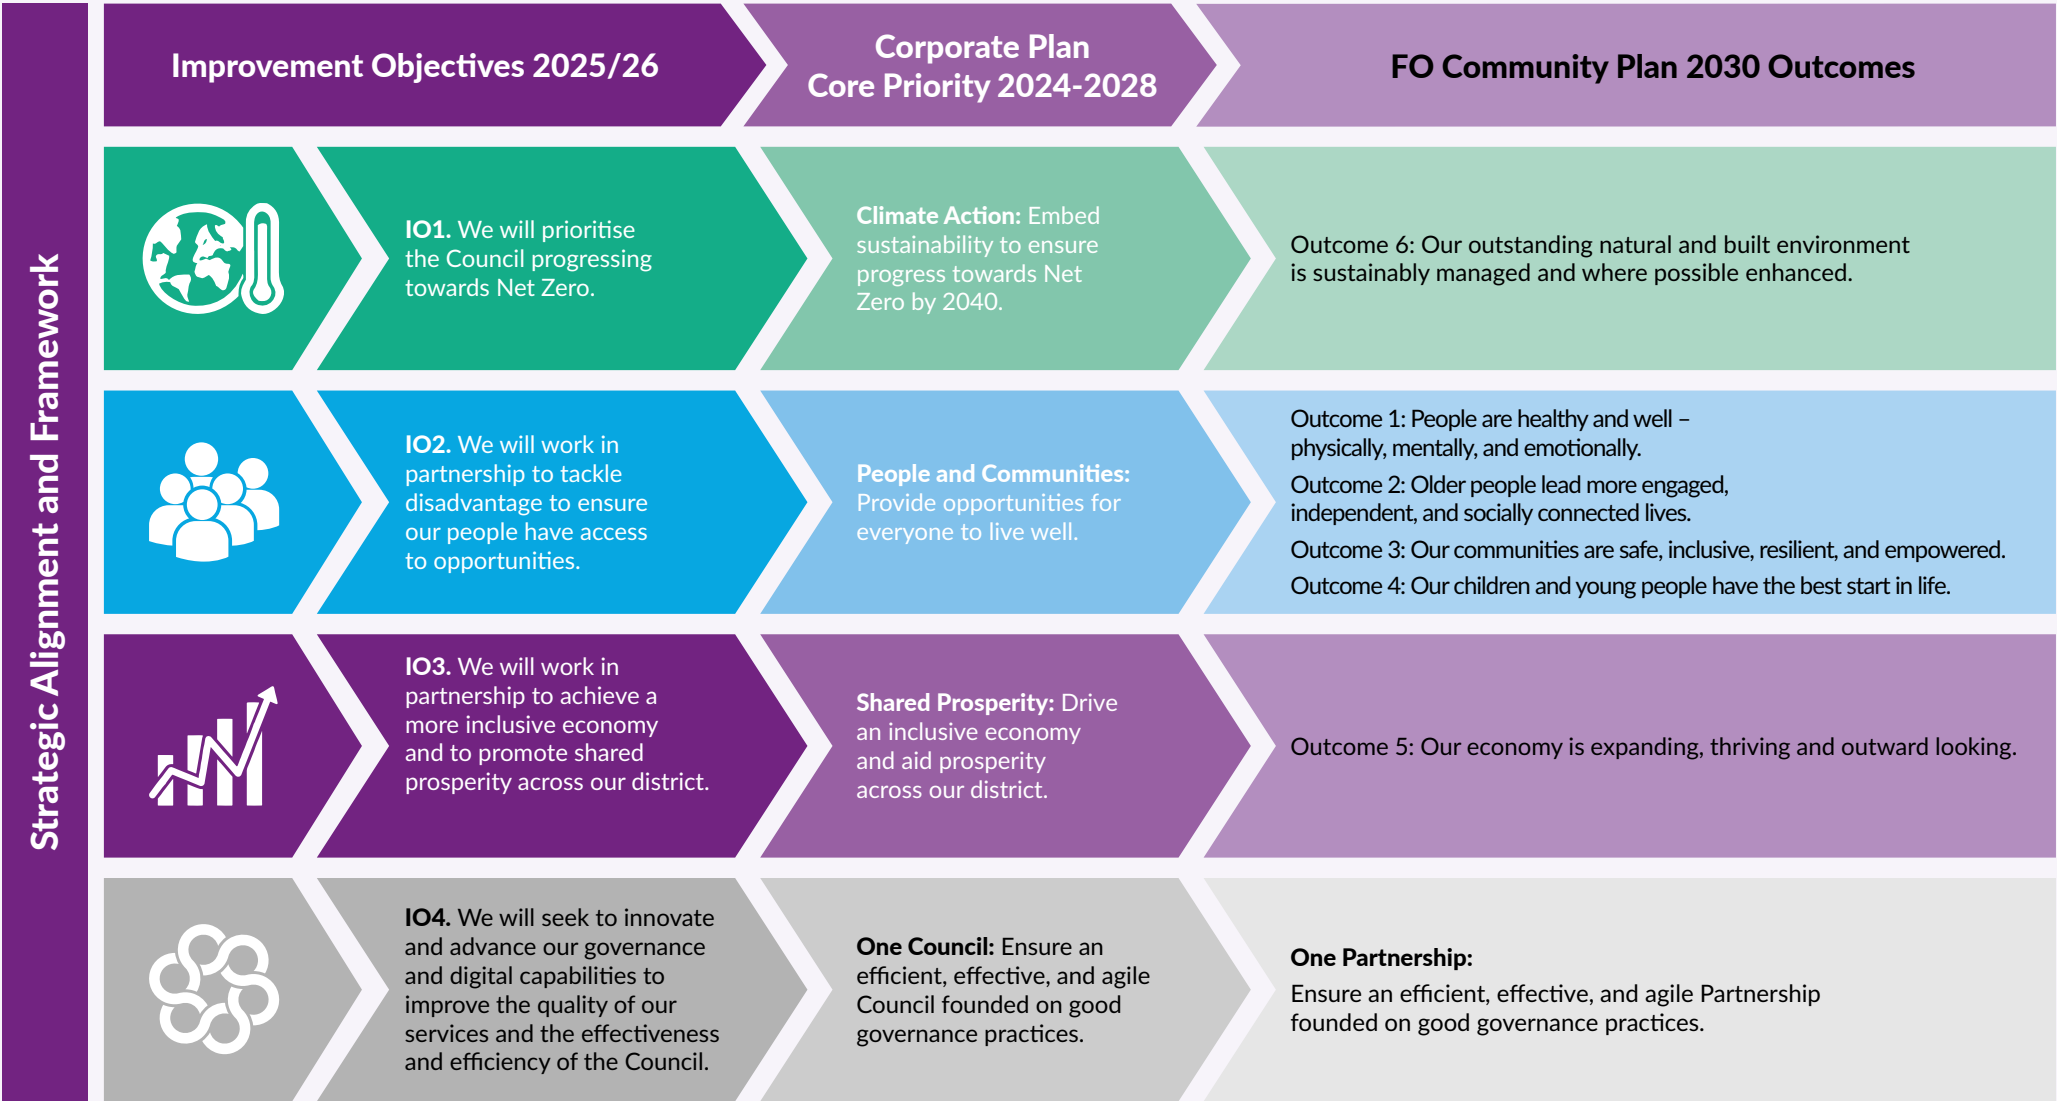 Strategic Alignment and Framework
Improvement Objectives 2025/26
Corporate Plan
Core Priority 2024-2028
FO Community Plan 2030 Outcomes
IO1. We will prioritise
the Council progressing
towards Net Zero.
Climate Action: Embed
sustainability to ensure
progress towards Net
Zero by 2040.
Outcome 6: Our outstanding natural and built environment
is sustainably managed and where possible enhanced.
IO2. We will work in
partnership to tackle
disadvantage to ensure
our people have access
to opportunities.
People and Communities:
Provide opportunities for
everyone to live well.
Outcome 1: People are healthy and well –
physically, mentally, and emotionally.
Outcome 2: Older people lead more engaged,
independent, and socially connected lives.
Outcome 3: Our communities are safe, inclusive, resilient, and empowered.
Outcome 4: Our children and young people have the best start in life.
IO3. We will work in
partnership to achieve a
more inclusive economy
and to promote shared
prosperity across our district.
Shared Prosperity: Drive
an inclusive economy
and aid prosperity
across our district.
Outcome 5: Our economy is expanding, thriving and outward looking.
IO4. We will seek to innovate
and advance our governance
and digital capabilities to
improve the quality of our
services and the effectiveness
and efficiency of the Council.
One Council: Ensure an
efficient, effective, and agile
Council founded on good
governance practices.
One Partnership:
Ensure an efficient, effective, and agile Partnership
founded on good governance practices.